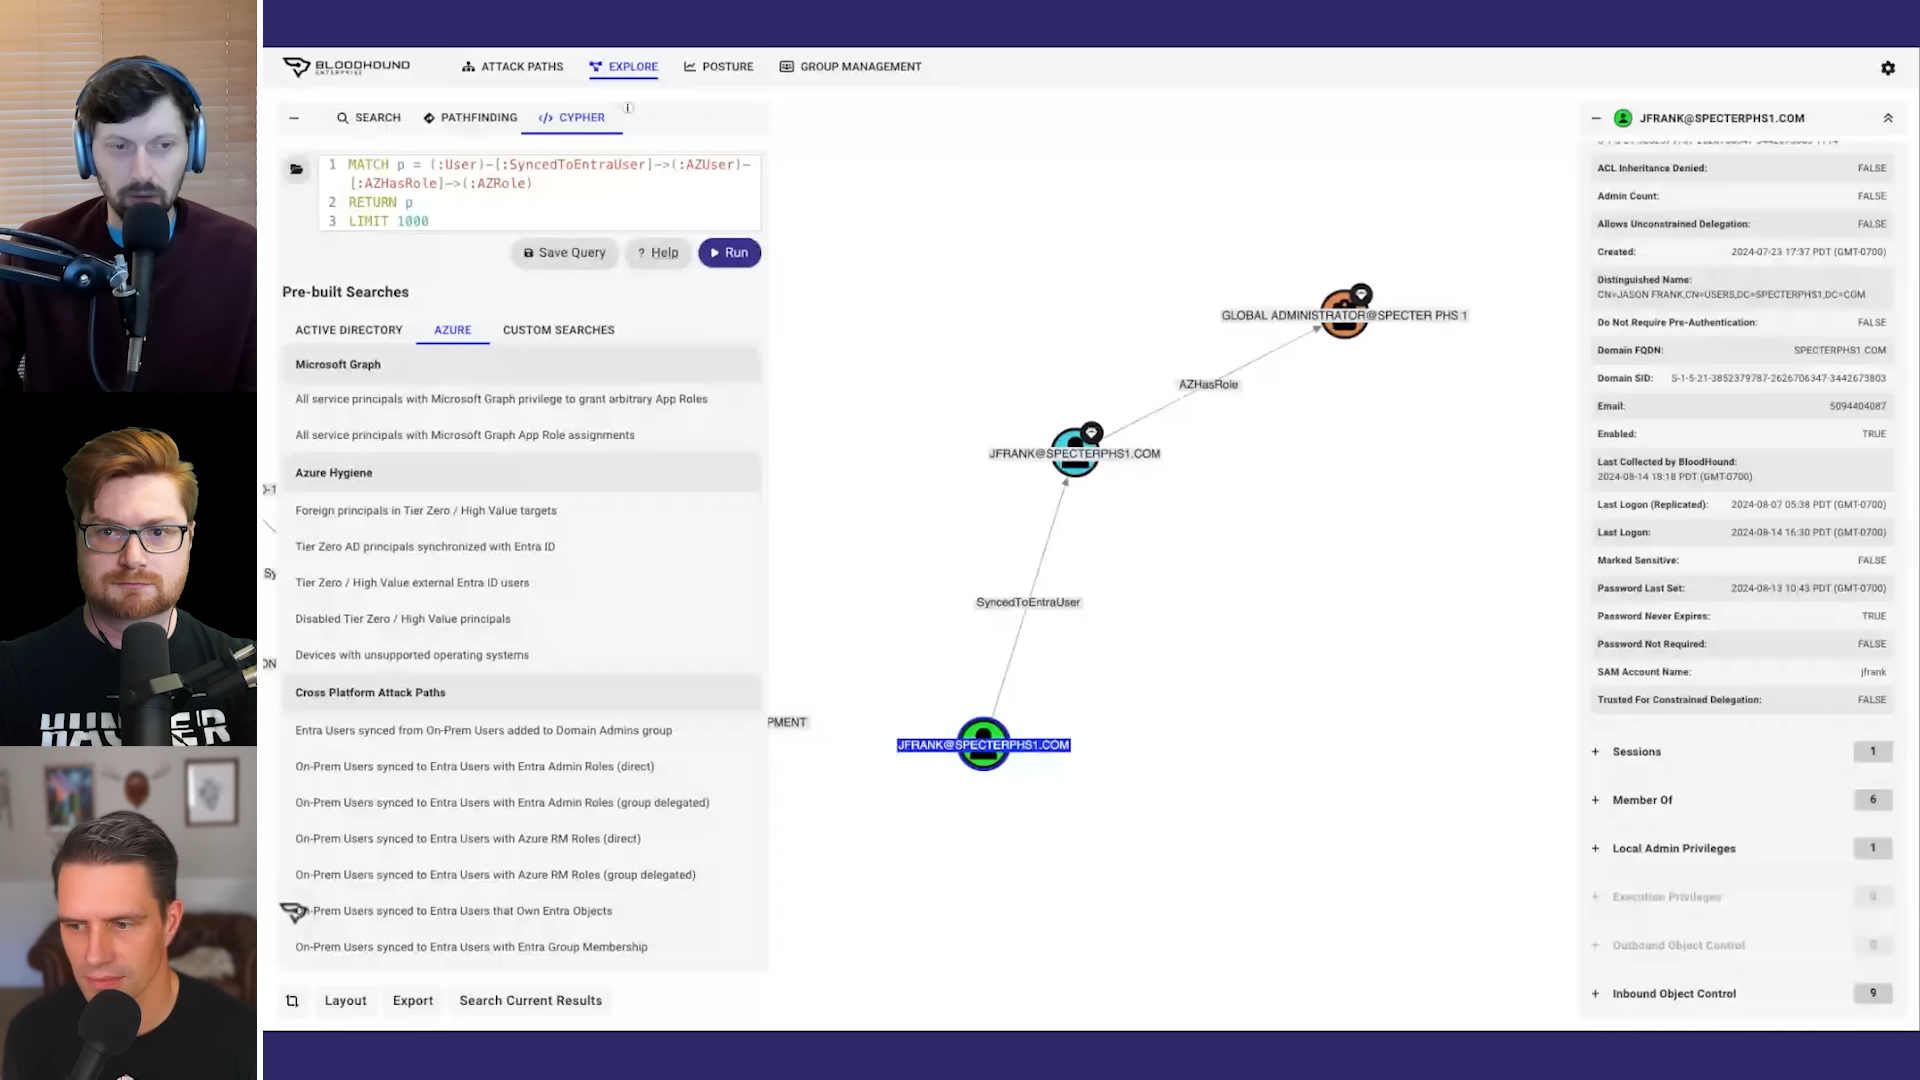 BLOODHOUND
ENTERPRISE
ATTACK PATHS
EXPLORE
POSTURE
GROUP MANAGEMENT
SEARCH
PATHFINDING
</> CYPHER
1 MATCH p = (:User)-[:SyncedToEntraUser]->(:AZUser)-
[:AZHasRole]->(:AZRole)
2 RETURN p
3 LIMIT 1000
Save Query
? Help
Run
Pre-built Searches
ACTIVE DIRECTORY
AZURE
CUSTOM SEARCHES
Microsoft Graph
All service principals with Microsoft Graph privilege to grant arbitrary App Roles
All service principals with Microsoft Graph App Role assignments
Azure Hygiene
Foreign principals in Tier Zero / High Value targets
Tier Zero AD principals synchronized with Entra ID
Tier Zero / High Value external Entra ID users
Disabled Tier Zero / High Value principals
Devices with unsupported operating systems
Cross Platform Attack Paths
Entra Users synced from On-Prem Users added to Domain Admins group
On-Prem Users synced to Entra Users with Entra Admin Roles (direct)
On-Prem Users synced to Entra Users with Entra Admin Roles (group delegated)
On-Prem Users synced to Entra Users with Azure RM Roles (direct)
On-Prem Users synced to Entra Users with Azure RM Roles (group delegated)
On-Prem Users synced to Entra Users that Own Entra Objects
On-Prem Users synced to Entra Users with Entra Group Membership
Layout
Export
Search Current Results
GLOBAL ADMINISTRATOR@SPECTER PHS 1
AZHasRole
JFRANK@SPECTERPHS1.COM
SyncedToEntraUser
PMENT
JFRANK@SPECTERPHS1.COM
JFRANK@SPECTERPHS1.COM
ACL Inheritance Denied: FALSE
Admin Count: FALSE
Allows Unconstrained Delegation: FALSE
Created: 2024-07-23 17:37 PDT (GMT-0700)
Distinguished Name:
CN=JASON FRANK,CN=USERS,DC=SPECTERPHS1,DC=COM
Do Not Require Pre-Authentication: FALSE
Domain FQDN: SPECTERPHS1.COM
Domain SID: S-1-5-21-3852379787-2626706347-3442673803
Email: 5094404087
Enabled: TRUE
Last Collected by BloodHound:
2024-08-14 18:18 PDT (GMT-0700)
Last Logon (Replicated): 2024-08-07 05:38 PDT (GMT-0700)
Last Logon: 2024-08-14 16:30 PDT (GMT-0700)
Marked Sensitive: FALSE
Password Last Set: 2024-08-13 10:43 PDT (GMT-0700)
Password Never Expires: TRUE
Password Not Required: FALSE
SAM Account Name: jfrank
Trusted For Constrained Delegation: FALSE
+ Sessions 1
+ Member Of 6
+ Local Admin Privileges 1
+ Execution Privileges 0
+ Outbound Object Control 0
+ Inbound Object Control 9